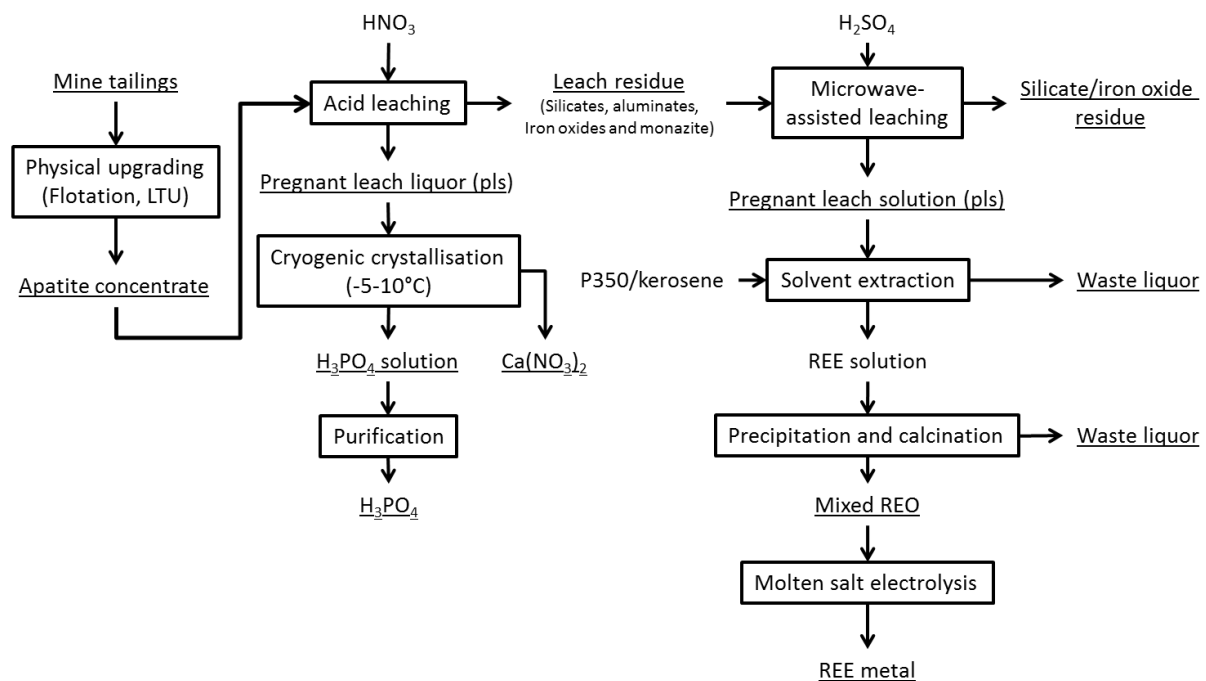 Mine tailings
Physical upgrading
(Flotation, LTU)
Apatite concentrate
HNO₃
Acid leaching
Pregnant leach liquor (pls)
Cryogenic crystallisation
(-5-10°C)
H₃PO₄ solution
Ca(NO₃)₂
Purification
H₃PO₄
Leach residue
(Silicates, aluminates,
Iron oxides and monazite)
H₂SO₄
Microwave-
assisted leaching
Silicate/iron oxide
residue
Pregnant leach solution (pls)
P350/kerosene
Solvent extraction
Waste liquor
REE solution
Precipitation and calcination
Waste liquor
Mixed REO
Molten salt electrolysis
REE metal